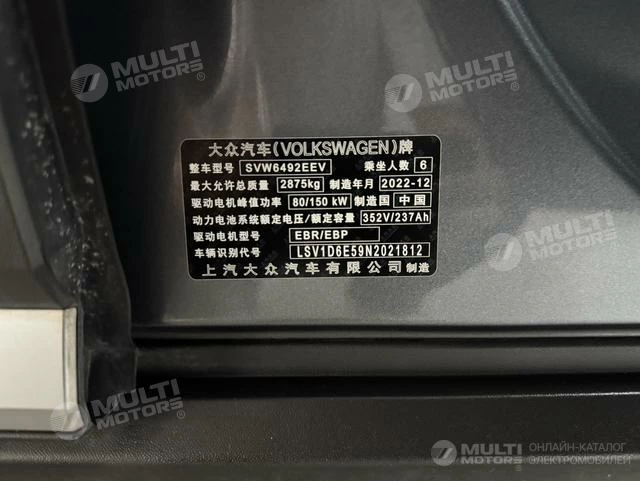 MULTI
MOTORS®
MULTI
MOTORS®
大众汽车(VOLKSWAGEN)牌
整车型号 SVW6492EEV 乘坐人数 6
最大允许总质量 2875kg 制造年月 2022-12
驱动电机峰值功率 80/150 kW 制造国 中国
动力电池系统额定电压/额定容量 352V/237Ah
驱动电机型号 EBR/EBP
车辆识别代号 LSV1D6E59N2021812
上汽大众汽车有限公司 制造
MULTI
MOTORS®
MULTI
MOTORS®
ОНЛАЙН-КАТАЛОГ
ЭЛЕКТРОМОБИЛЕЙ